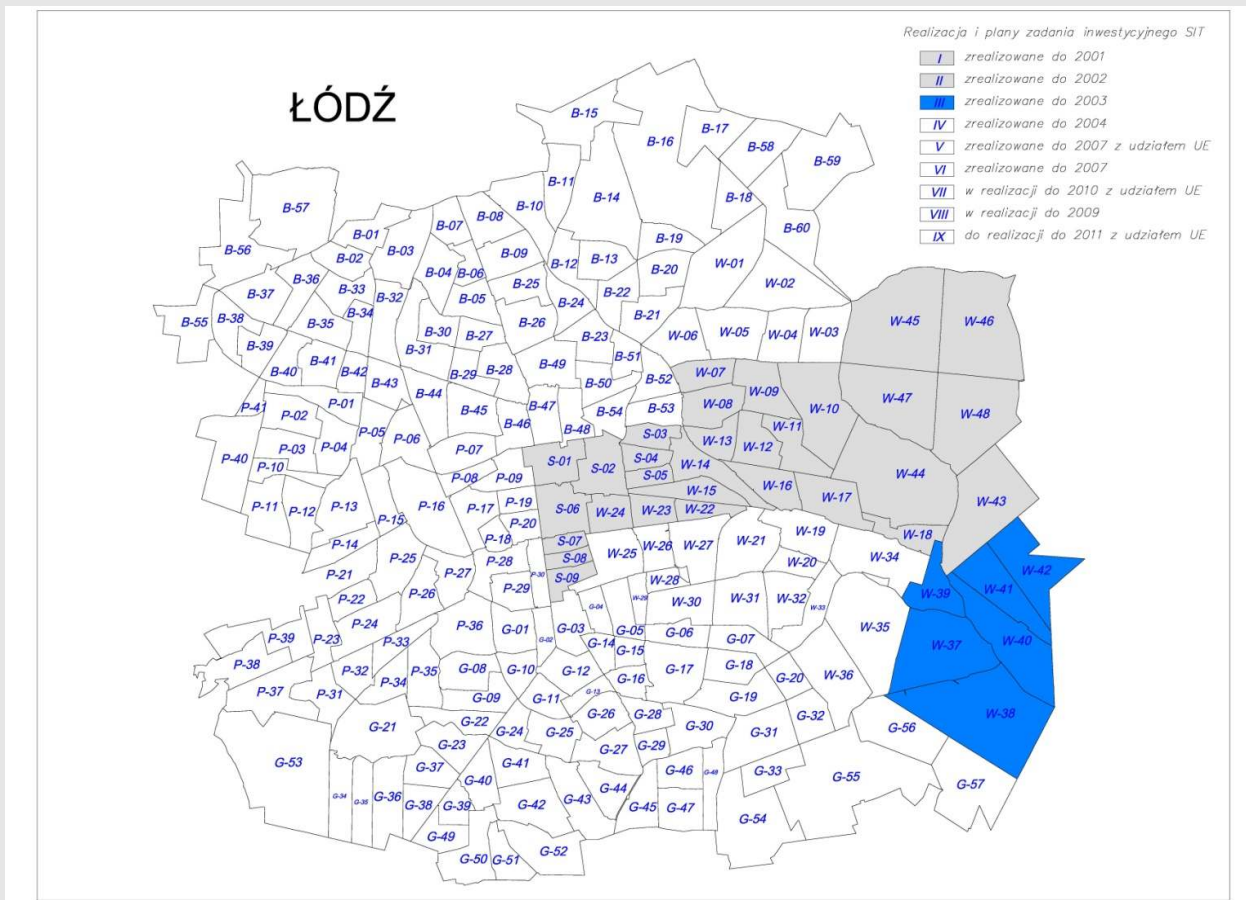 Realizacja i plany zadania inwestycyjnego SIT
I zrealizowane do 2001
II zrealizowane do 2002
III zrealizowane do 2003
IV zrealizowane do 2004
V zrealizowane do 2007 z udziałem UE
VI zrealizowane do 2007
VII w realizacji do 2010 z udziałem UE
VIII w realizacji do 2009
IX do realizacji do 2011 z udziałem UE
ŁÓDŹ
B-15
B-17
B-16 B-58
B-59
B-11
B-14 B-18
B-57 B-10
B-08
B-07 B-60
B-01
B-56 B-03 B-19
B-02 B-09 B-12 B-13 W-01
B-36 B-04 B-06 B-20
B-37 B-33 B-32 B-05 B-25 B-22 W-02
B-34 B-24
B-55 B-38 B-35 B-26 B-21 W-45 W-46
B-39 B-30 B-27 B-23 W-06 W-05 W-04 W-03
B-41 B-31 B-51
B-40 B-42 B-29 B-28 B-49 B-52 W-07
B-43 B-50
B-44 W-09
P-41 P-01 B-47 W-08 W-10 W-47
P-02 B-45 B-54 B-53 W-48
P-05 P-06 B-46 B-48 W-11
P-03 P-04 P-07 S-03 W-13 W-12
P-40 P-10 S-01 S-02 S-04 W-14
P-08 P-09 S-05 W-16 W-44
P-11 P-12 P-13 P-16 P-17 P-19 S-06 W-24 W-23 W-15 W-17 W-43
P-15 P-20 W-22
P-14 P-18 S-07 W-26 W-27 W-21 W-19 W-18
P-25 P-28 S-08 W-25 W-20 W-34
P-21 P-27 P-30 S-09 W-28 W-42
P-22 P-26 P-29 W-29 W-30 W-31 W-32 W-39 W-41
P-24 G-04 W-33
P-39 P-23 P-33 P-36 G-01 G-02 G-03 G-05 G-06 G-07 W-35 W-37 W-40
P-38 G-14 G-15
P-32 P-34 P-35 G-08 G-10 G-12 G-16 G-17 G-18 G-20 W-36
P-37 P-31 G-09 G-11 G-13 G-19 W-38
G-21 G-22 G-24 G-25 G-26 G-28 G-30 G-31 G-32 G-56
G-23 G-27 G-29
G-53 G-37 G-40 G-41 G-46 G-48 G-33 G-55 G-57
G-34 G-35 G-36 G-38 G-39 G-42 G-43 G-44 G-45 G-47 G-54
G-49
G-50 G-51 G-52